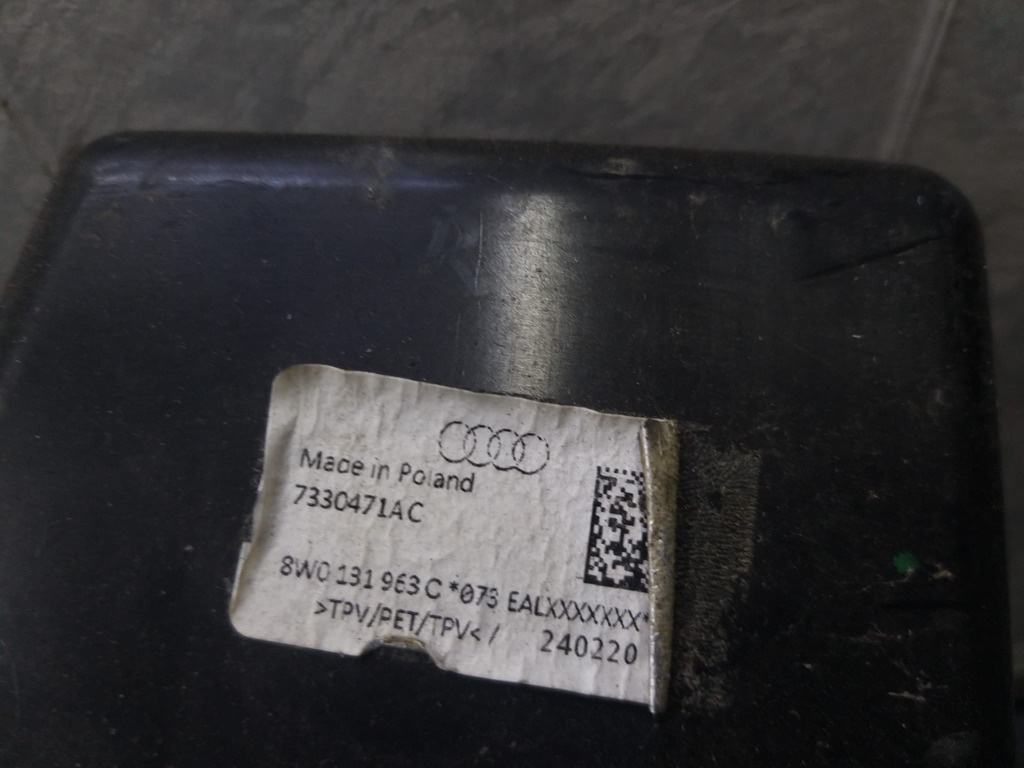 Made in Poland
7330471AC
8W0 131 963 C *073 EALXXXXXXX*
>TPV/PET/TPV< / 240220